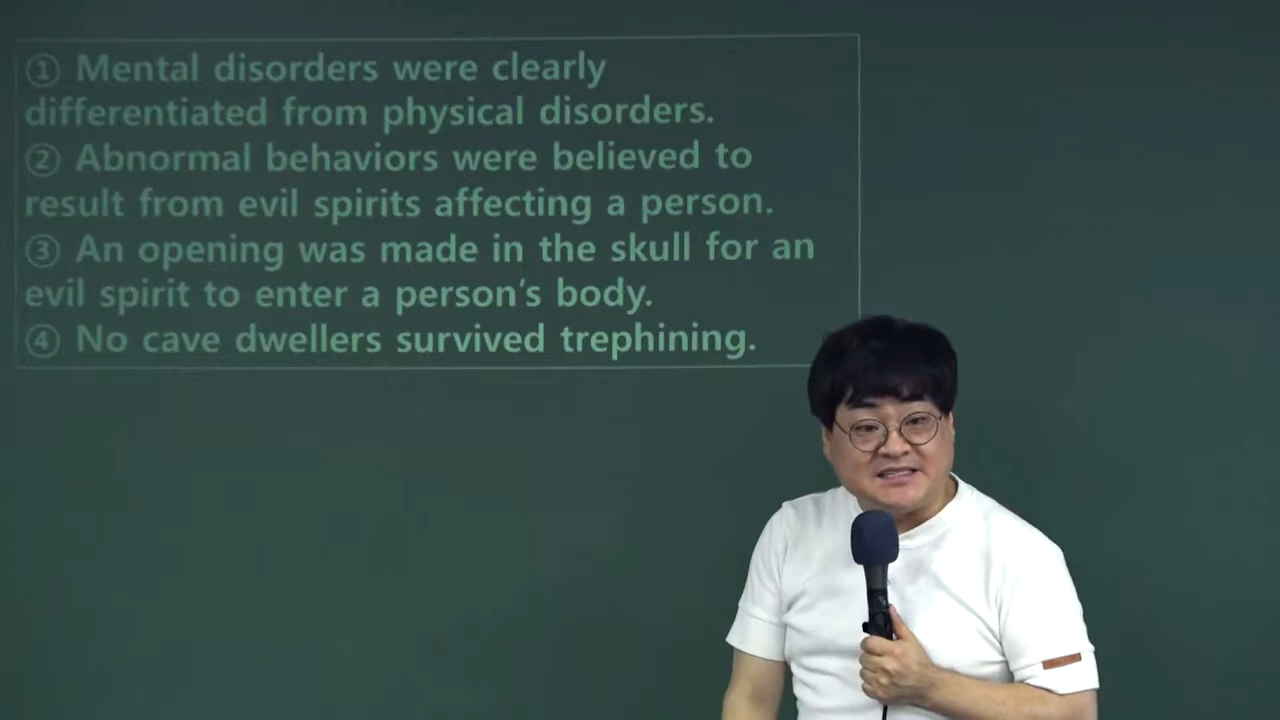 ① Mental disorders were clearly
differentiated from physical disorders.
② Abnormal behaviors were believed to
result from evil spirits affecting a person.
③ An opening was made in the skull for an
evil spirit to enter a person's body.
④ No cave dwellers survived trephining.